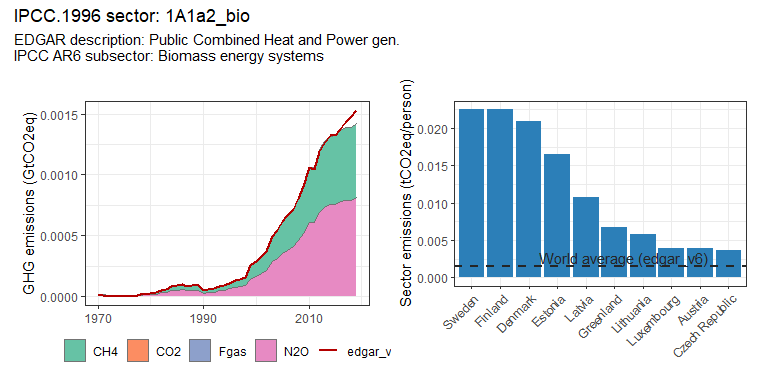 IPCC.1996 sector: 1A1a2_bio
EDGAR description: Public Combined Heat and Power gen.
IPCC AR6 subsector: Biomass energy systems
GHG emissions (GtCO2eq)
0.0015
0.0010
0.0005
0.0000
1970 1990 2010
CH4 CO2 Fgas N2O edgar_v
Sector emissions (tCO2eq/person)
0.020
0.015
0.010
0.005
0.000
World average (edgar_v6)
Sweden
Finland
Denmark
Estonia
Latvia
Greenland
Lithuania
Luxembourg
Austria
Czech Republic